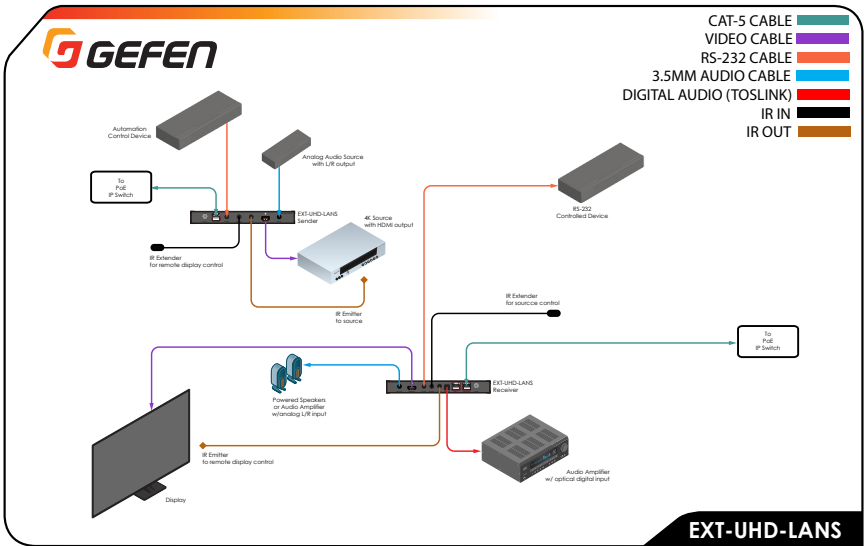 GEFEN
CAT-5 CABLE
VIDEO CABLE
RS-232 CABLE
3.5MM AUDIO CABLE
DIGITAL AUDIO (TOSLINK)
IR IN
IR OUT
Automation
Control Device
Analog Audio Source
with L/R output
To
PoE
IP Switch
EXT-UHD-LANS
Sender
4K Source
with HDMI output
RS-232
Controlled Device
IR Extender
for remote display control
IR Emitter
to source
IR Extender
for sourcce control
To
PoE
IP Switch
EXT-UHD-LANS
Receiver
Powered Speakers
or Audio Amplifier
w/analog L/R input
IR Emitter
to remote display control
Audio Amplifier
w/ optical digital input
Display
EXT-UHD-LANS